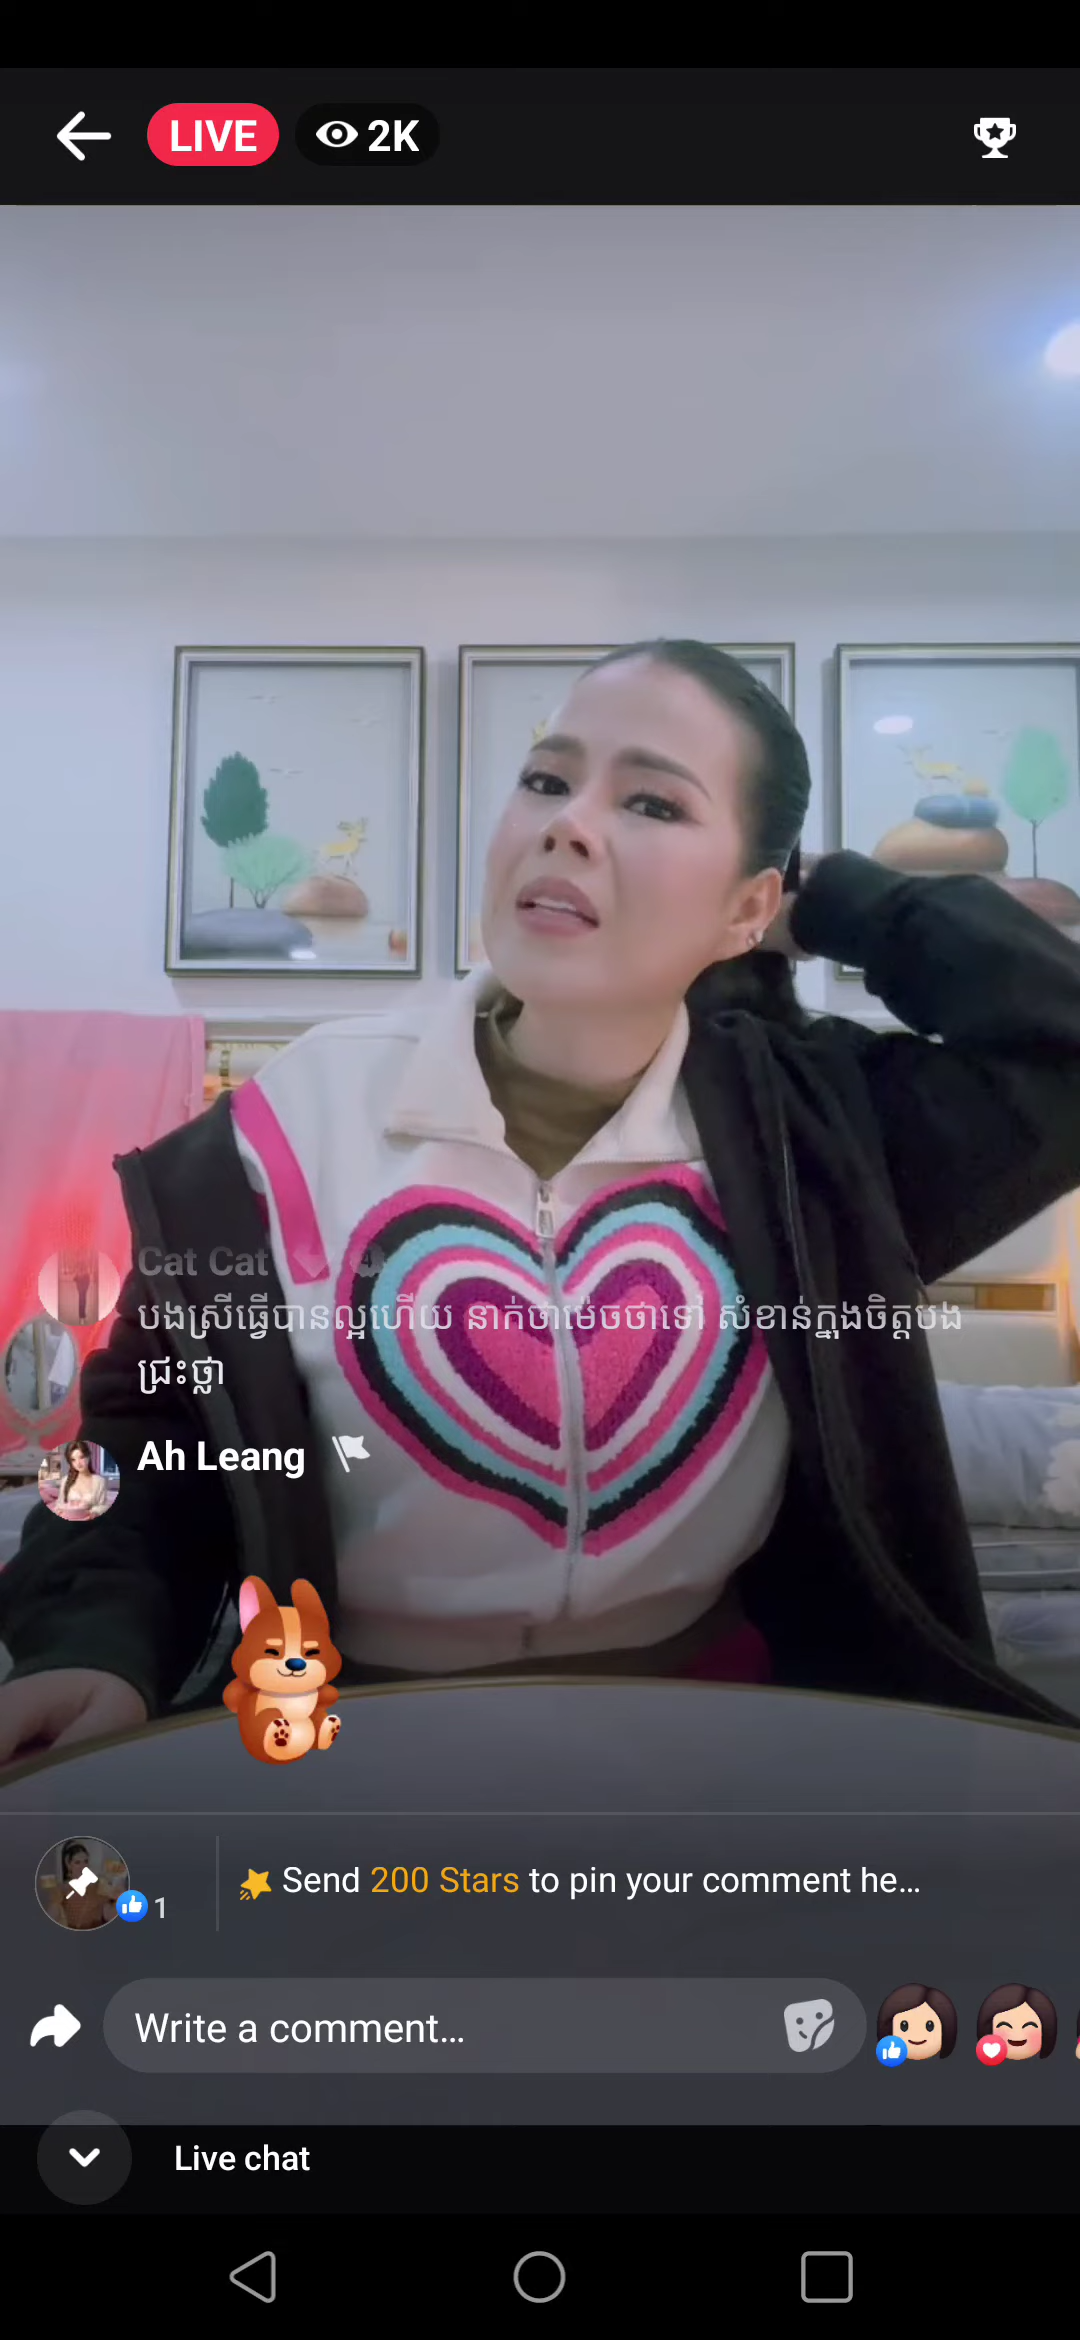 LIVE 2K
Cat Cat
បងស្រីធ្វើបានល្អហើយ នាក់ថាម៉េចថាទៅ សំខាន់ក្នុងចិត្តបង
ជ្រះថ្លា
Ah Leang
1
Send 200 Stars to pin your comment he...
Write a comment...
Live chat